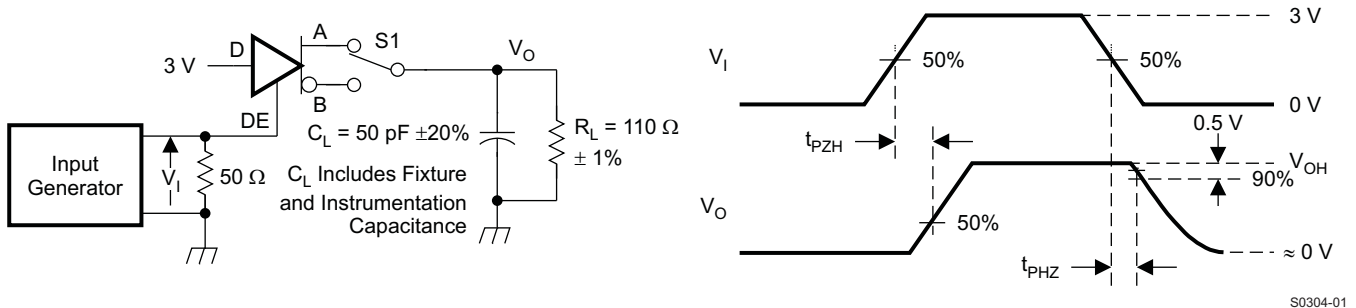 3 V
D
A
B
S1
V_O
DE
Input
Generator
V_I
50 Ω
C_L = 50 pF ±20%
C_L Includes Fixture
and Instrumentation
Capacitance
R_L = 110 Ω
± 1%
V_I
50%
50%
3 V
0 V
t_PZH
0.5 V
V_OH
90%
V_O
50%
t_PHZ
≈ 0 V
S0304-01